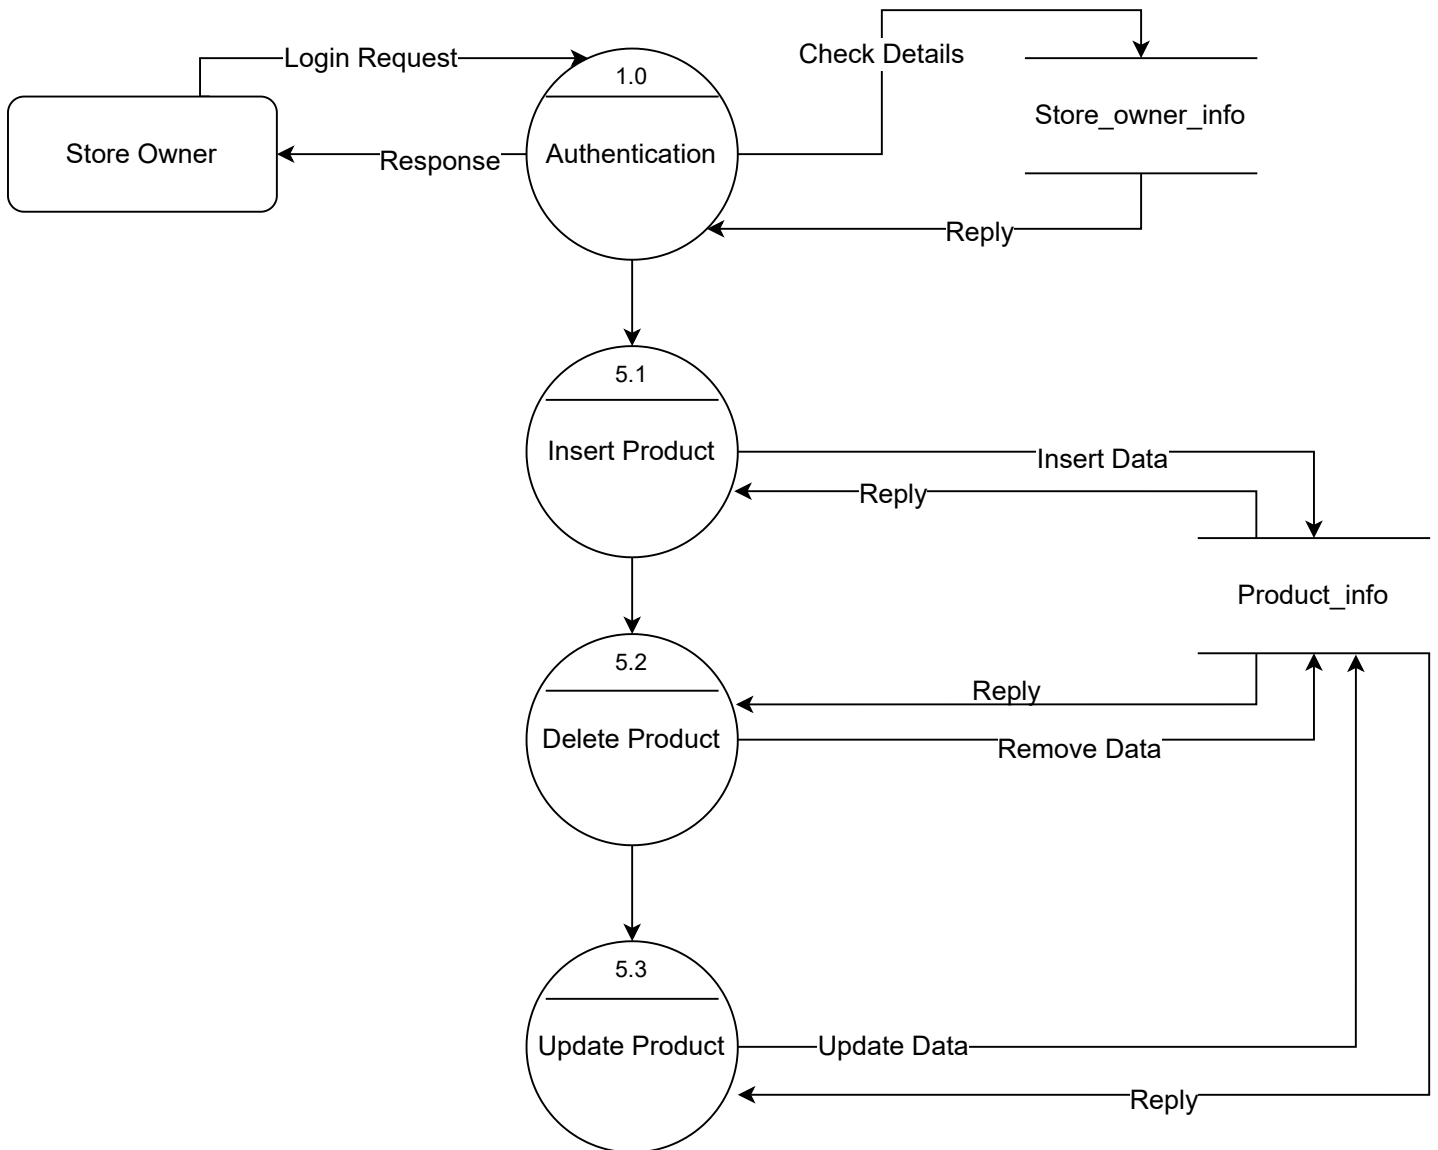 Check Details
Login Request
1.0
Store_owner_info
Store Owner
Response
Authentication
Reply
5.1
Insert Product
Insert Data
Reply
Product_info
5.2
Reply
Delete Product
Remove Data
5.3
Update Product
Update Data
Reply